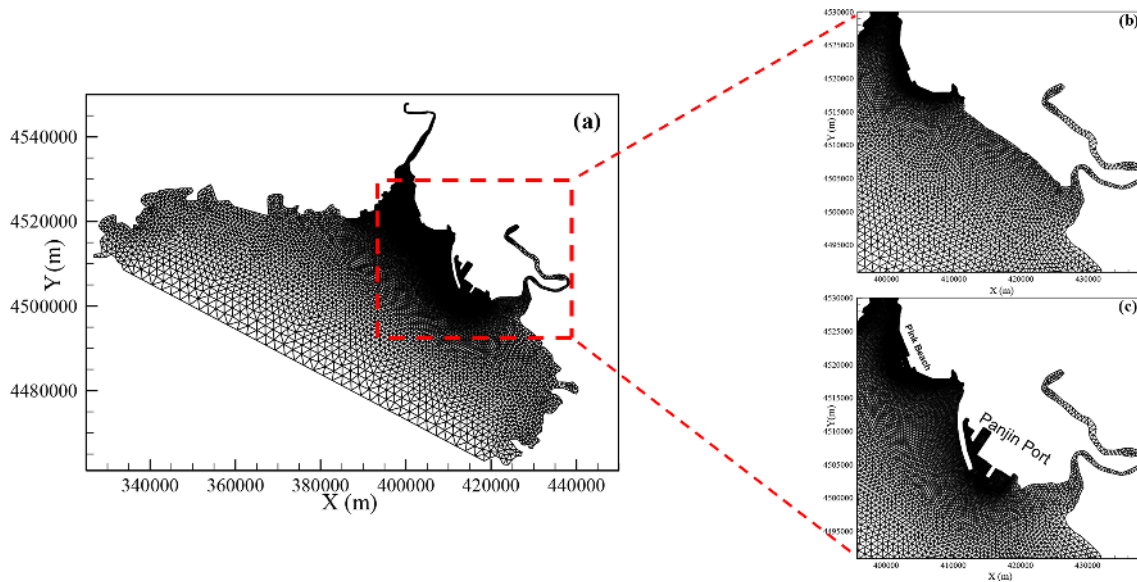 (a)
4540000
4520000
4500000
4480000
Y (m)
340000 360000 380000 400000 420000 440000
X (m)
(b)
4530000
4575000
4520000
4515000
4510000
4505000
4500000
4495000
Y (m)
400000 410000 420000 430000
X (m)
(c)
4530000
4525000
4520000
4515000
4510000
4505000
4500000
4495000
Y(m)
Pink Beach
Panjin Port
400000 410000 420000 430000
X (m)